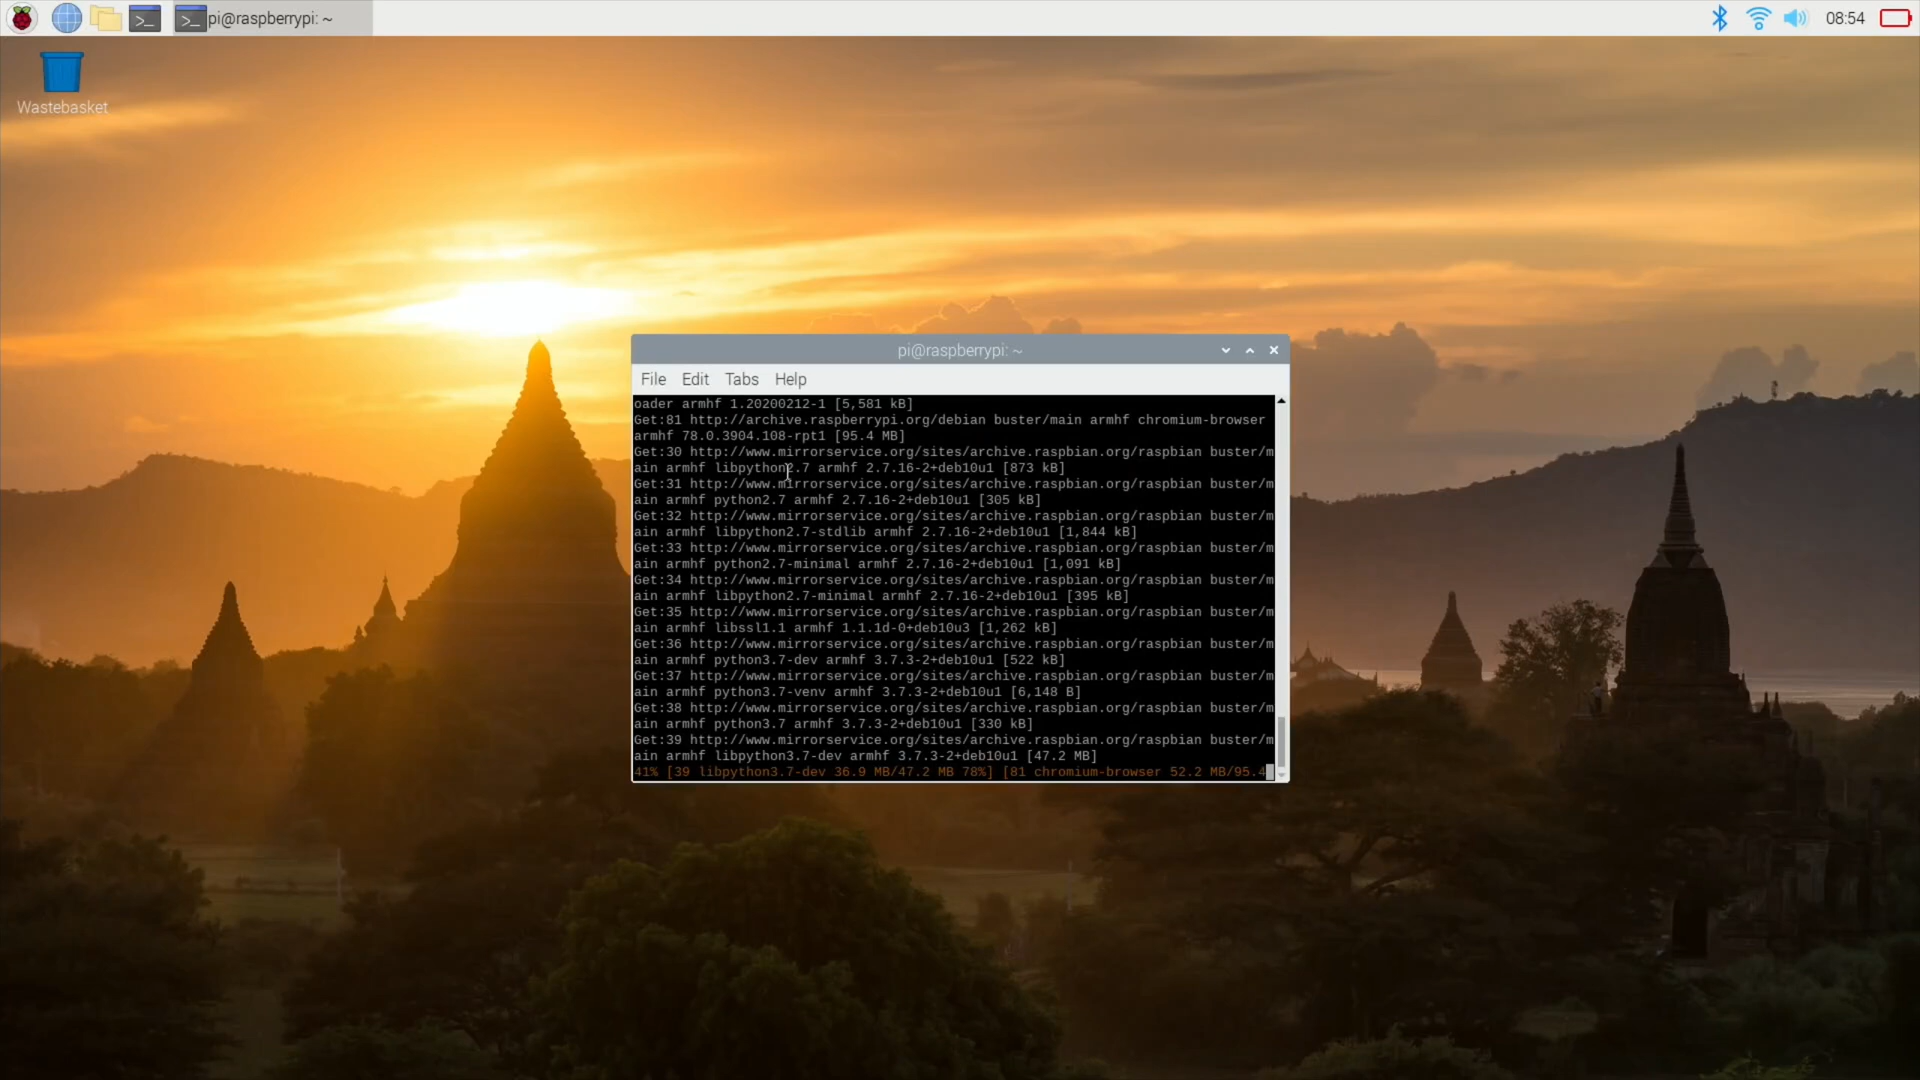 >_ >_ pi@raspberrypi: ~ 08:54
Wastebasket
pi@raspberrypi: ~
File Edit Tabs Help
oader armhf 1.20200212-1 [5,581 kB]
Get:81 http://archive.raspberrypi.org/debian buster/main armhf chromium-browser
armhf 78.0.3904.108-rpt1 [95.4 MB]
Get:30 http://www.mirrorservice.org/sites/archive.raspbian.org/raspbian buster/m
ain armhf libpython2.7 armhf 2.7.16-2+deb10u1 [873 kB]
Get:31 http://www.mirrorservice.org/sites/archive.raspbian.org/raspbian buster/m
ain armhf python2.7 armhf 2.7.16-2+deb10u1 [305 kB]
Get:32 http://www.mirrorservice.org/sites/archive.raspbian.org/raspbian buster/m
ain armhf libpython2.7-stdlib armhf 2.7.16-2+deb10u1 [1,844 kB]
Get:33 http://www.mirrorservice.org/sites/archive.raspbian.org/raspbian buster/m
ain armhf python2.7-minimal armhf 2.7.16-2+deb10u1 [1,091 kB]
Get:34 http://www.mirrorservice.org/sites/archive.raspbian.org/raspbian buster/m
ain armhf libpython2.7-minimal armhf 2.7.16-2+deb10u1 [395 kB]
Get:35 http://www.mirrorservice.org/sites/archive.raspbian.org/raspbian buster/m
ain armhf libssl1.1 armhf 1.1.1d-0+deb10u3 [1,262 kB]
Get:36 http://www.mirrorservice.org/sites/archive.raspbian.org/raspbian buster/m
ain armhf python3.7-dev armhf 3.7.3-2+deb10u1 [522 kB]
Get:37 http://www.mirrorservice.org/sites/archive.raspbian.org/raspbian buster/m
ain armhf python3.7-venv armhf 3.7.3-2+deb10u1 [6,148 B]
Get:38 http://www.mirrorservice.org/sites/archive.raspbian.org/raspbian buster/m
ain armhf python3.7 armhf 3.7.3-2+deb10u1 [330 kB]
Get:39 http://www.mirrorservice.org/sites/archive.raspbian.org/raspbian buster/m
ain armhf libpython3.7-dev armhf 3.7.3-2+deb10u1 [47.2 MB]
41% [39 libpython3.7-dev 36.9 MB/47.2 MB 78%] [81 chromium-browser 52.2 MB/95.4